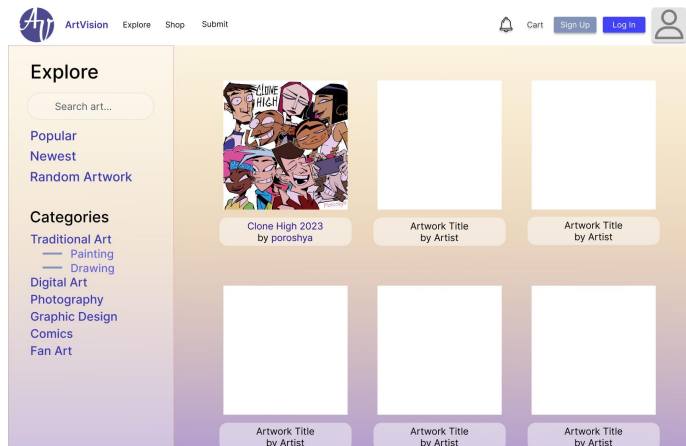 AV ArtVision Explore Shop Submit Cart Sign Up Log In
Explore
Search art...
Popular
Newest
Random Artwork
Categories
Traditional Art
Painting
Drawing
Digital Art
Photography
Graphic Design
Comics
Fan Art
CLONE
HIGH
POROSHYA
Clone High 2023
by poroshya
Artwork Title
by Artist
Artwork Title
by Artist
Artwork Title
by Artist
Artwork Title
by Artist
Artwork Title
by Artist